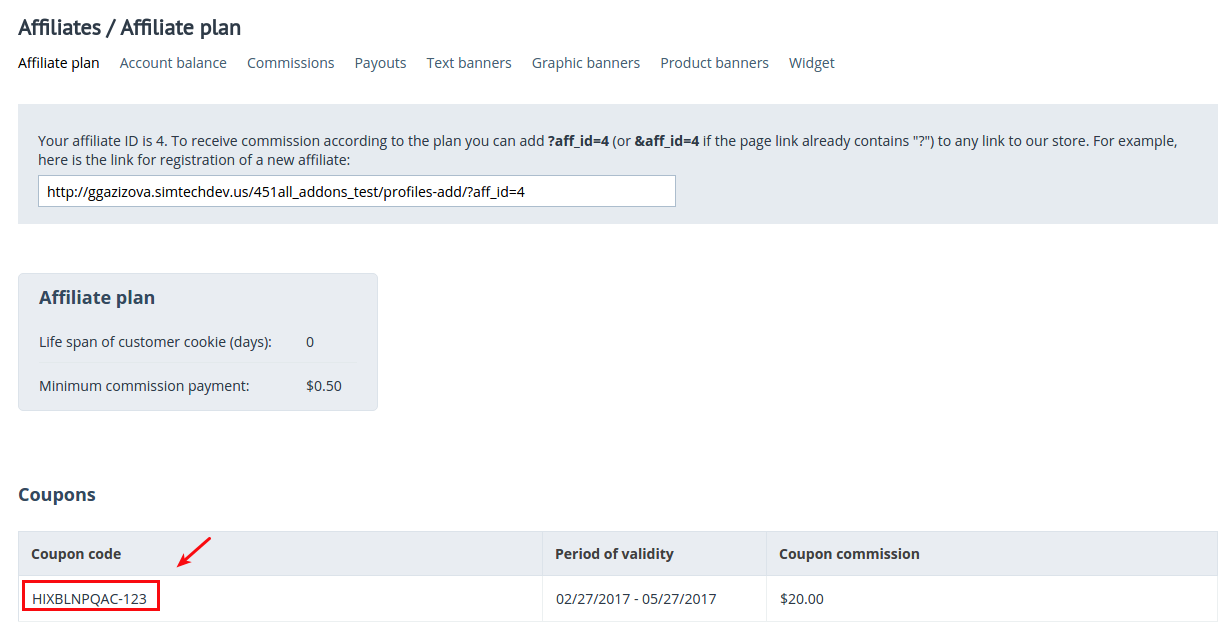 Affiliates / Affiliate plan
Affiliate plan Account balance Commissions Payouts Text banners Graphic banners Product banners Widget
Your affiliate ID is 4. To receive commission according to the plan you can add ?aff_id=4 (or &aff_id=4 if the page link already contains "?") to any link to our store. For example,
here is the link for registration of a new affiliate:
http://ggazizova.simtechdev.us/451all_addons_test/profiles-add/?aff_id=4
Affiliate plan
Life span of customer cookie (days): 0
Minimum commission payment: $0.50
Coupons
Coupon code Period of validity Coupon commission
HIXBLNPQAC-123 02/27/2017 - 05/27/2017 $20.00